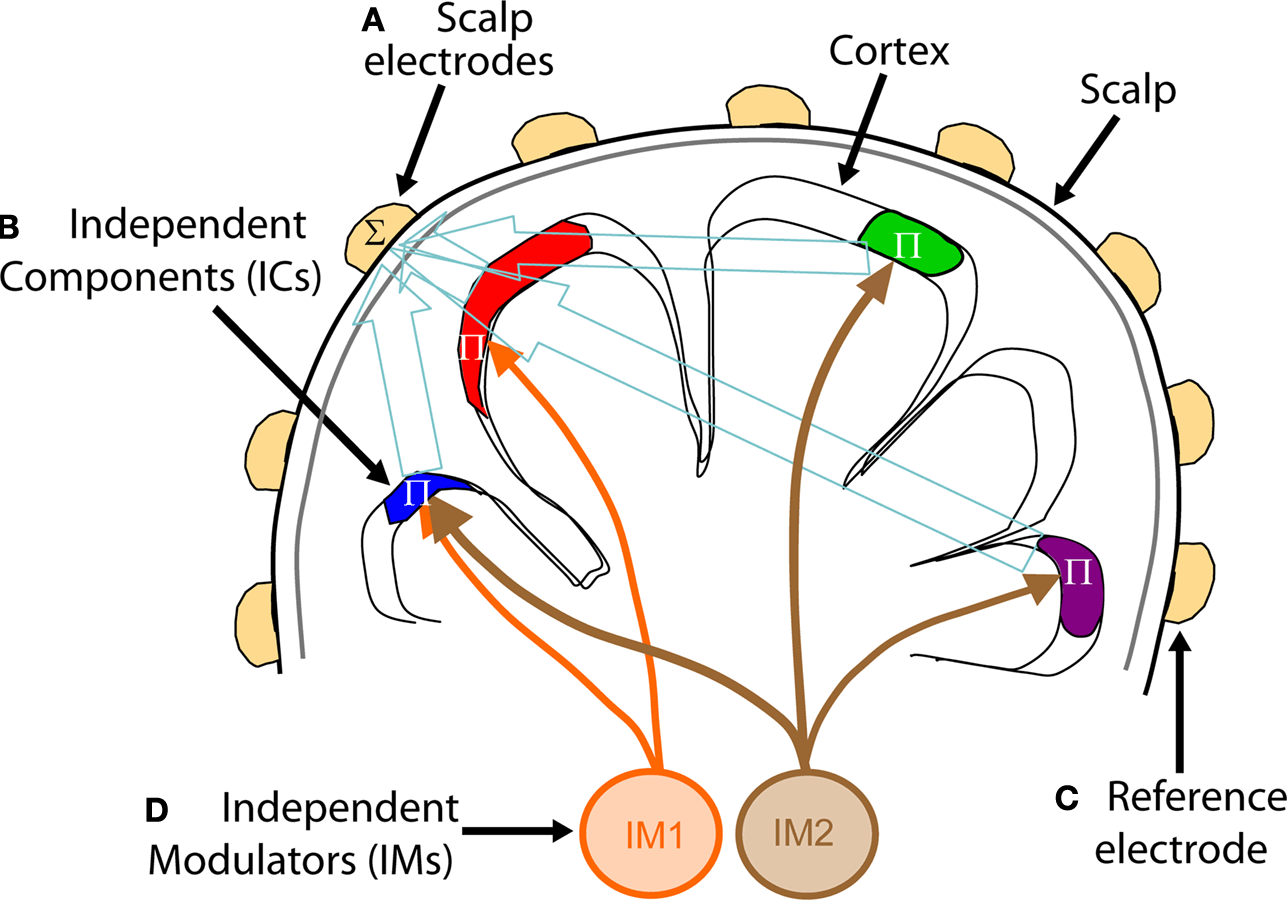 A Scalp
electrodes
Cortex
Scalp
B Independent
Components (ICs)
Σ
Π
Π
Π
Π
IM1
IM2
C Reference
electrode
D Independent
Modulators (IMs)